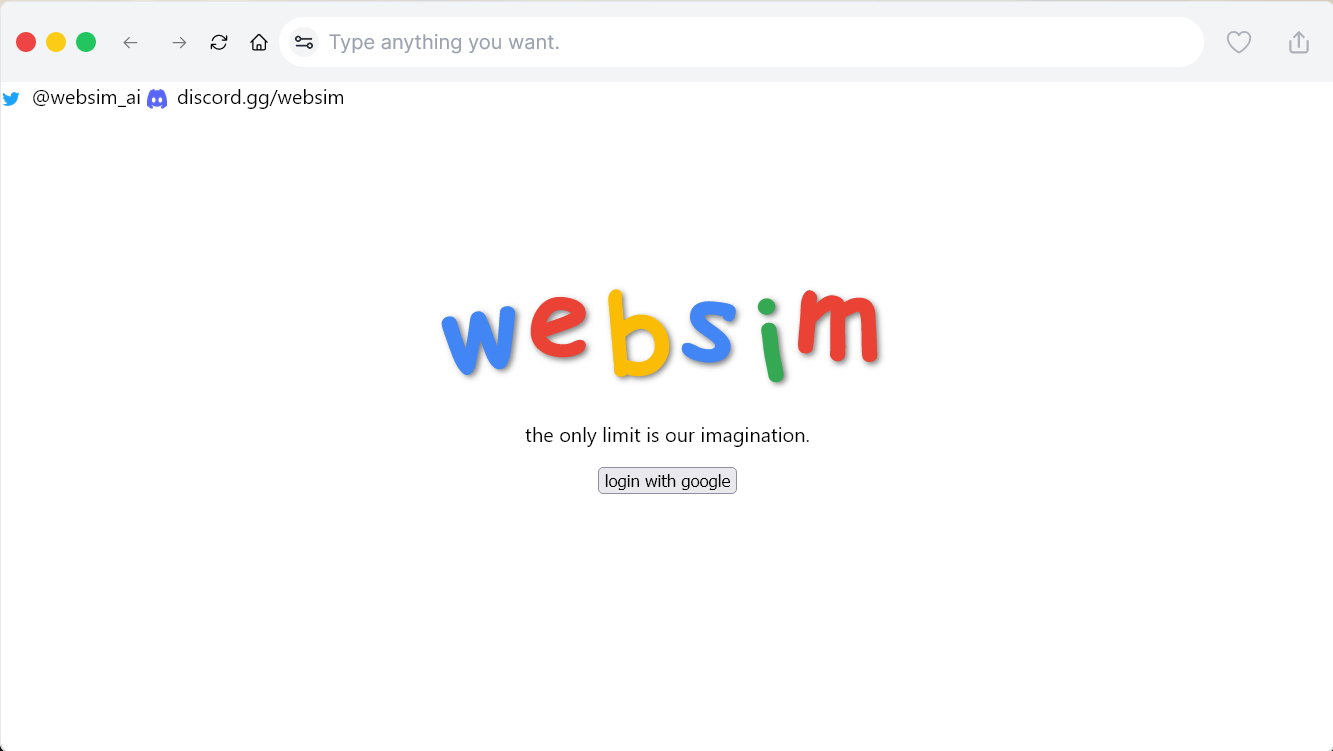 Type anything you want.
@websim_ai discord.gg/websim
websim
the only limit is our imagination.
login with google